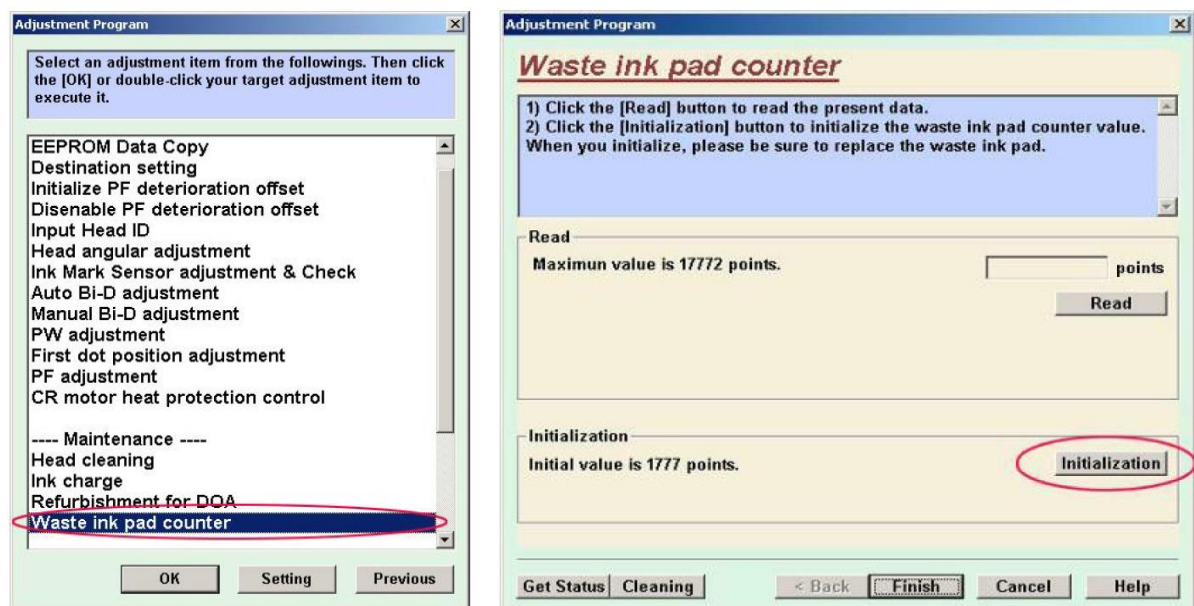 Adjustment Program
Select an adjustment item from the followings. Then click
the [OK] or double-click your target adjustment item to
execute it.
EEPROM Data Copy
Destination setting
Initialize PF deterioration offset
Disenable PF deterioration offset
Input Head ID
Head angular adjustment
Ink Mark Sensor adjustment & Check
Auto Bi-D adjustment
Manual Bi-D adjustment
PW adjustment
First dot position adjustment
PF adjustment
CR motor heat protection control
---- Maintenance ----
Head cleaning
Ink charge
Refurbishment for DOA
Waste ink pad counter
OK
Setting
Previous
Adjustment Program
Waste ink pad counter
1) Click the [Read] button to read the present data.
2) Click the [Initialization] button to initialize the waste ink pad counter value.
When you initialize, please be sure to replace the waste ink pad.
Read
Maximun value is 17772 points.
points
Read
Initialization
Initial value is 1777 points.
Initialization
Get Status
Cleaning
< Back
Finish
Cancel
Help